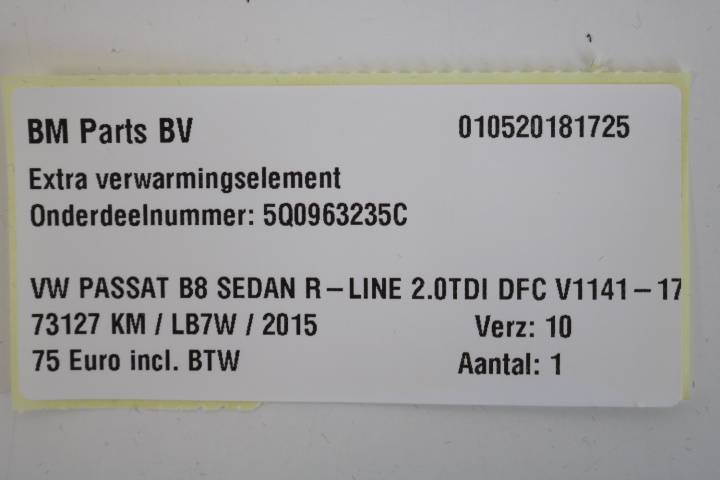 BM Parts BV 010520181725
Extra verwarmingselement
Onderdeelnummer: 5Q0963235C
VW PASSAT B8 SEDAN R-LINE 2.0TDI DFC V1141-17
73127 KM / LB7W / 2015 Verz: 10
75 Euro incl. BTW Aantal: 1